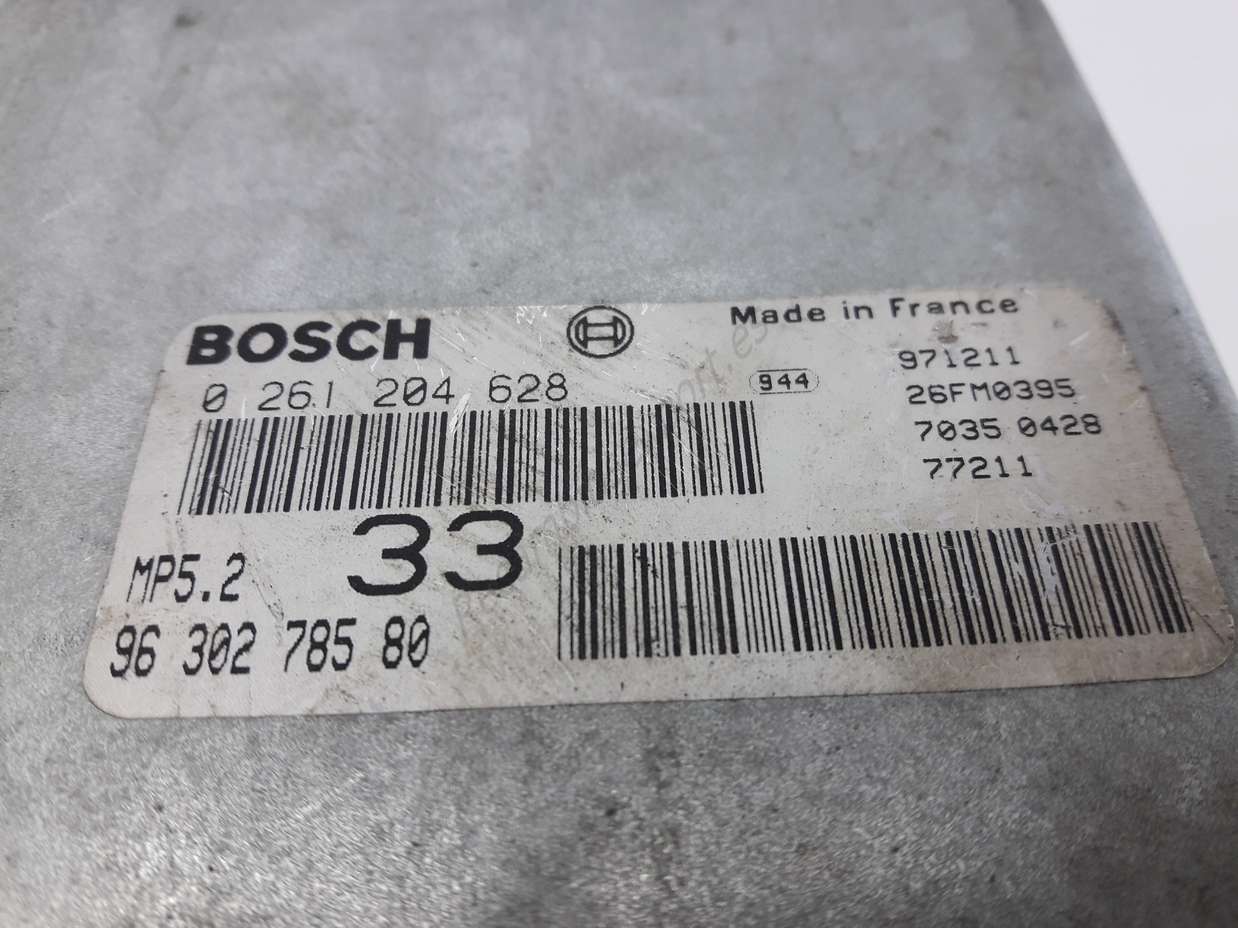 BOSCH
Made in France
0 261 204 628
944
971211
26FM0395
7035 0428
77211
MP5.2
33
96 302 785 80